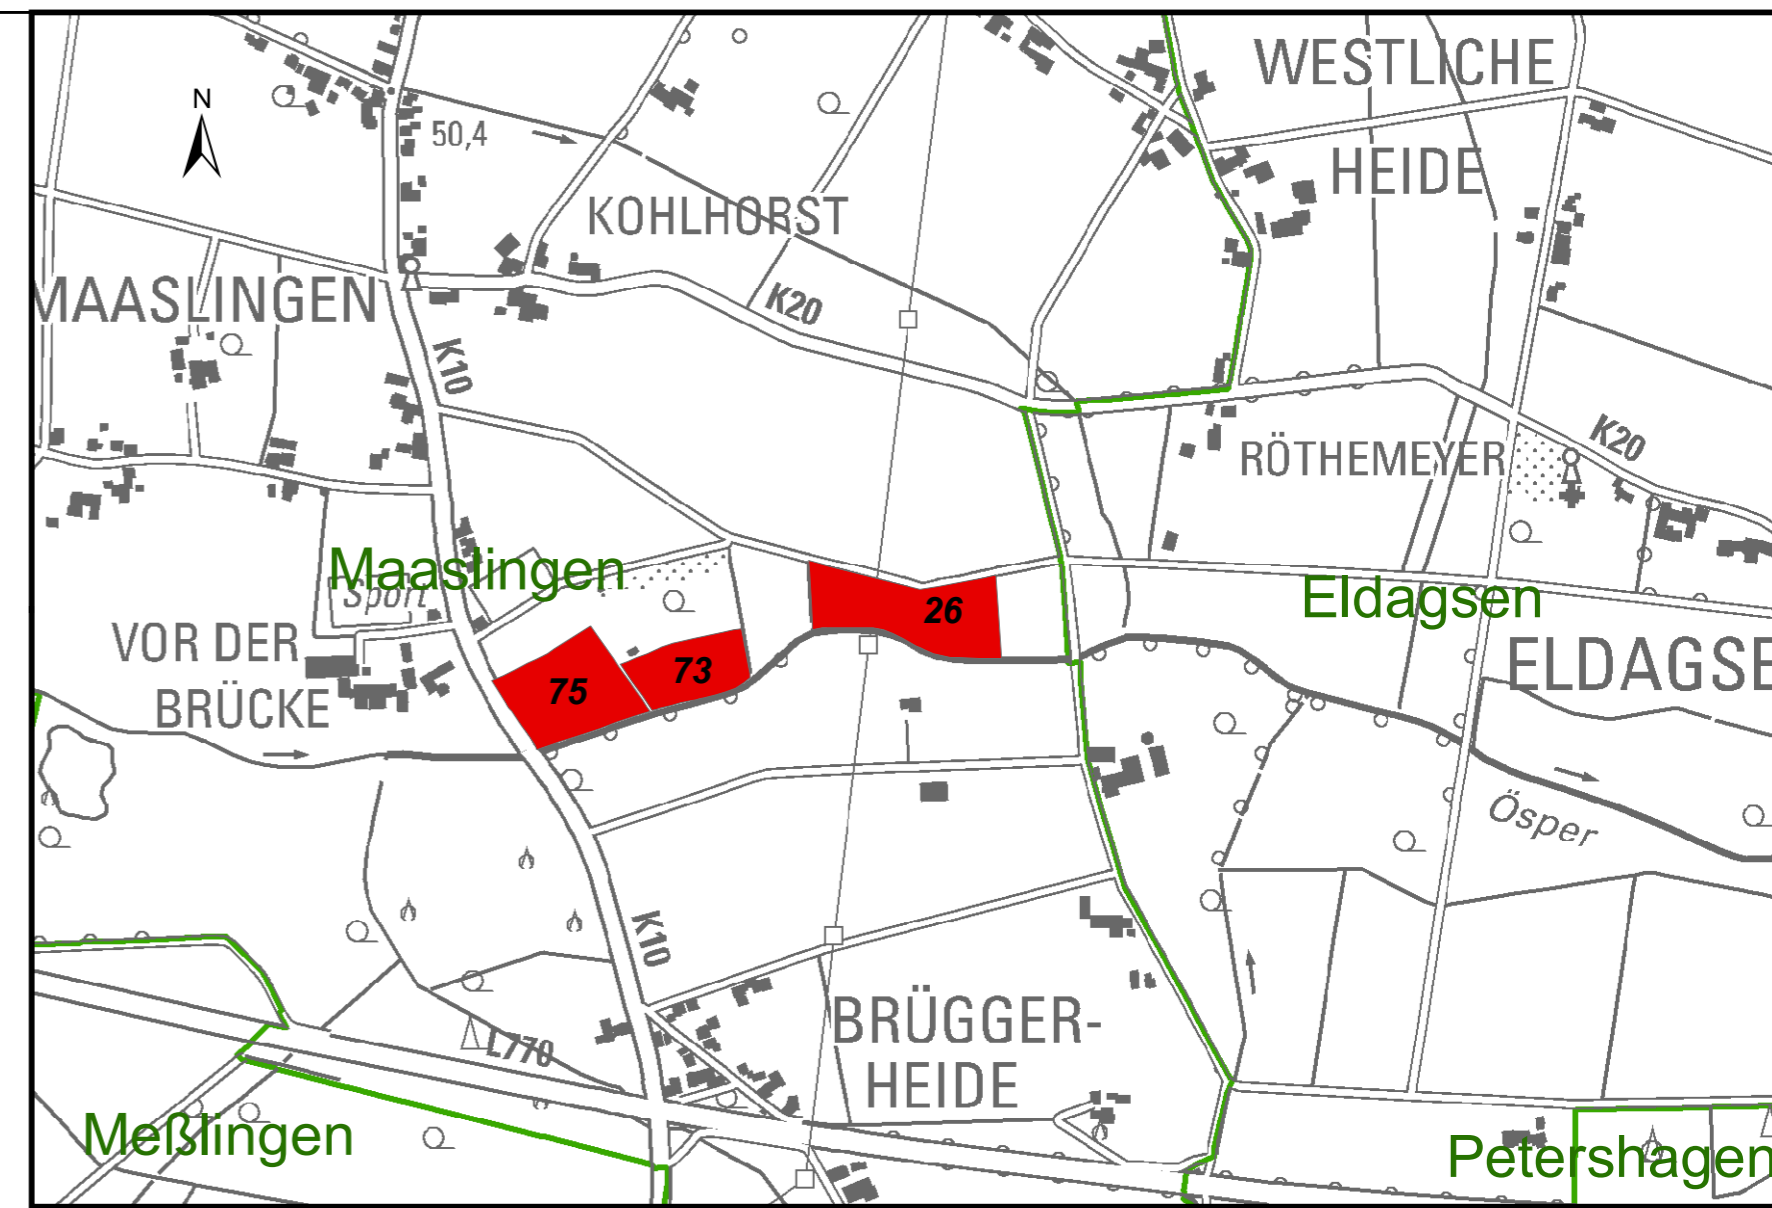 WESTLICHE
HEIDE
N
50,4
KOHLHORST
MAASLINGEN
K20
K10
K20
RÖTHEMEYER
Maaslingen
Sport
Eldagsen
26
VOR DER
BRÜCKE
73
75
ELDAGSE
Ösper
K10
BRÜGGER-
HEIDE
L770
Meßlingen
Petershagen